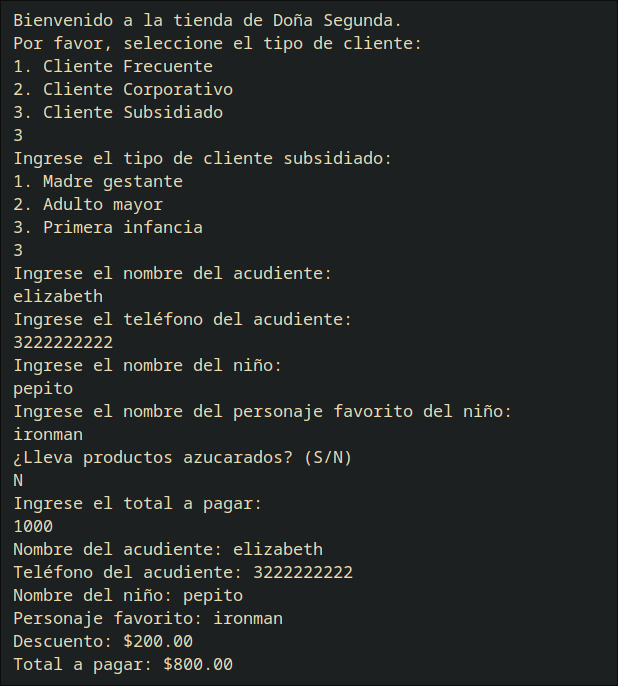 Bienvenido a la tienda de Doña Segunda.
Por favor, seleccione el tipo de cliente:
1. Cliente Frecuente
2. Cliente Corporativo
3. Cliente Subsidiado
3
Ingrese el tipo de cliente subsidiado:
1. Madre gestante
2. Adulto mayor
3. Primera infancia
3
Ingrese el nombre del acudiente:
elizabeth
Ingrese el teléfono del acudiente:
3222222222
Ingrese el nombre del niño:
pepito
Ingrese el nombre del personaje favorito del niño:
ironman
¿Lleva productos azucarados? (S/N)
N
Ingrese el total a pagar:
1000
Nombre del acudiente: elizabeth
Teléfono del acudiente: 3222222222
Nombre del niño: pepito
Personaje favorito: ironman
Descuento: $200.00
Total a pagar: $800.00